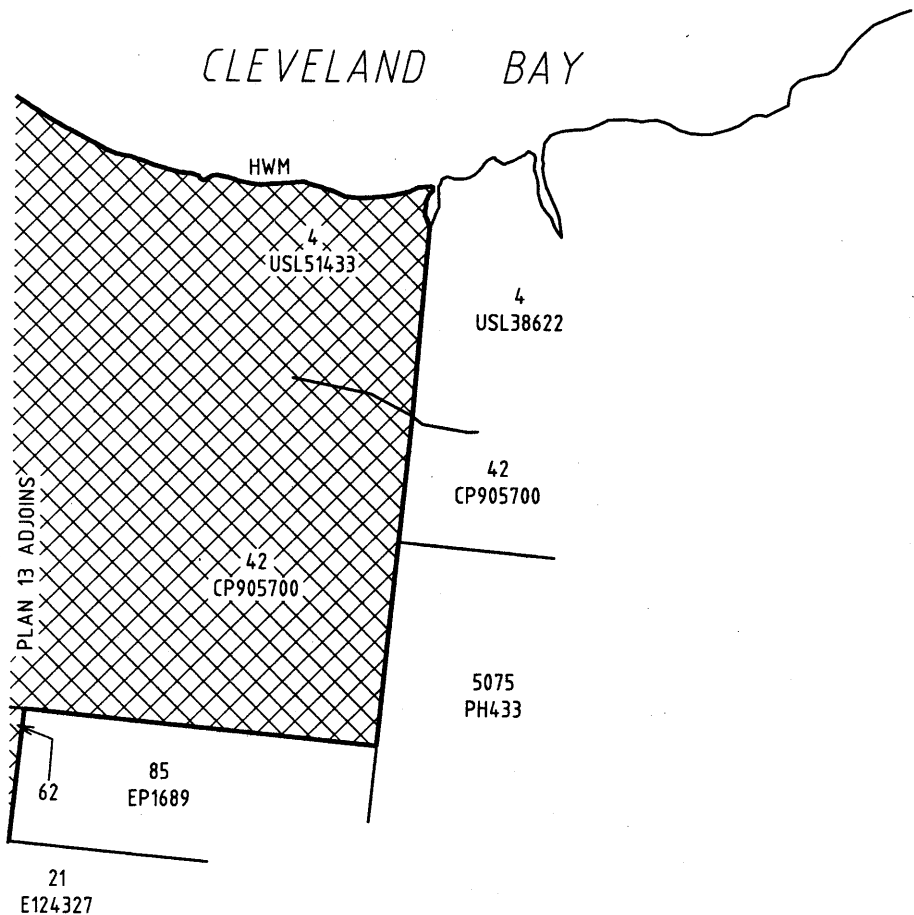 CLEVELAND BAY
HWM
4
USL51433
4
USL38622
42
CP905700
PLAN 13 ADJOINS
42
CP905700
5075
PH433
62
85
EP1689
21
E124327